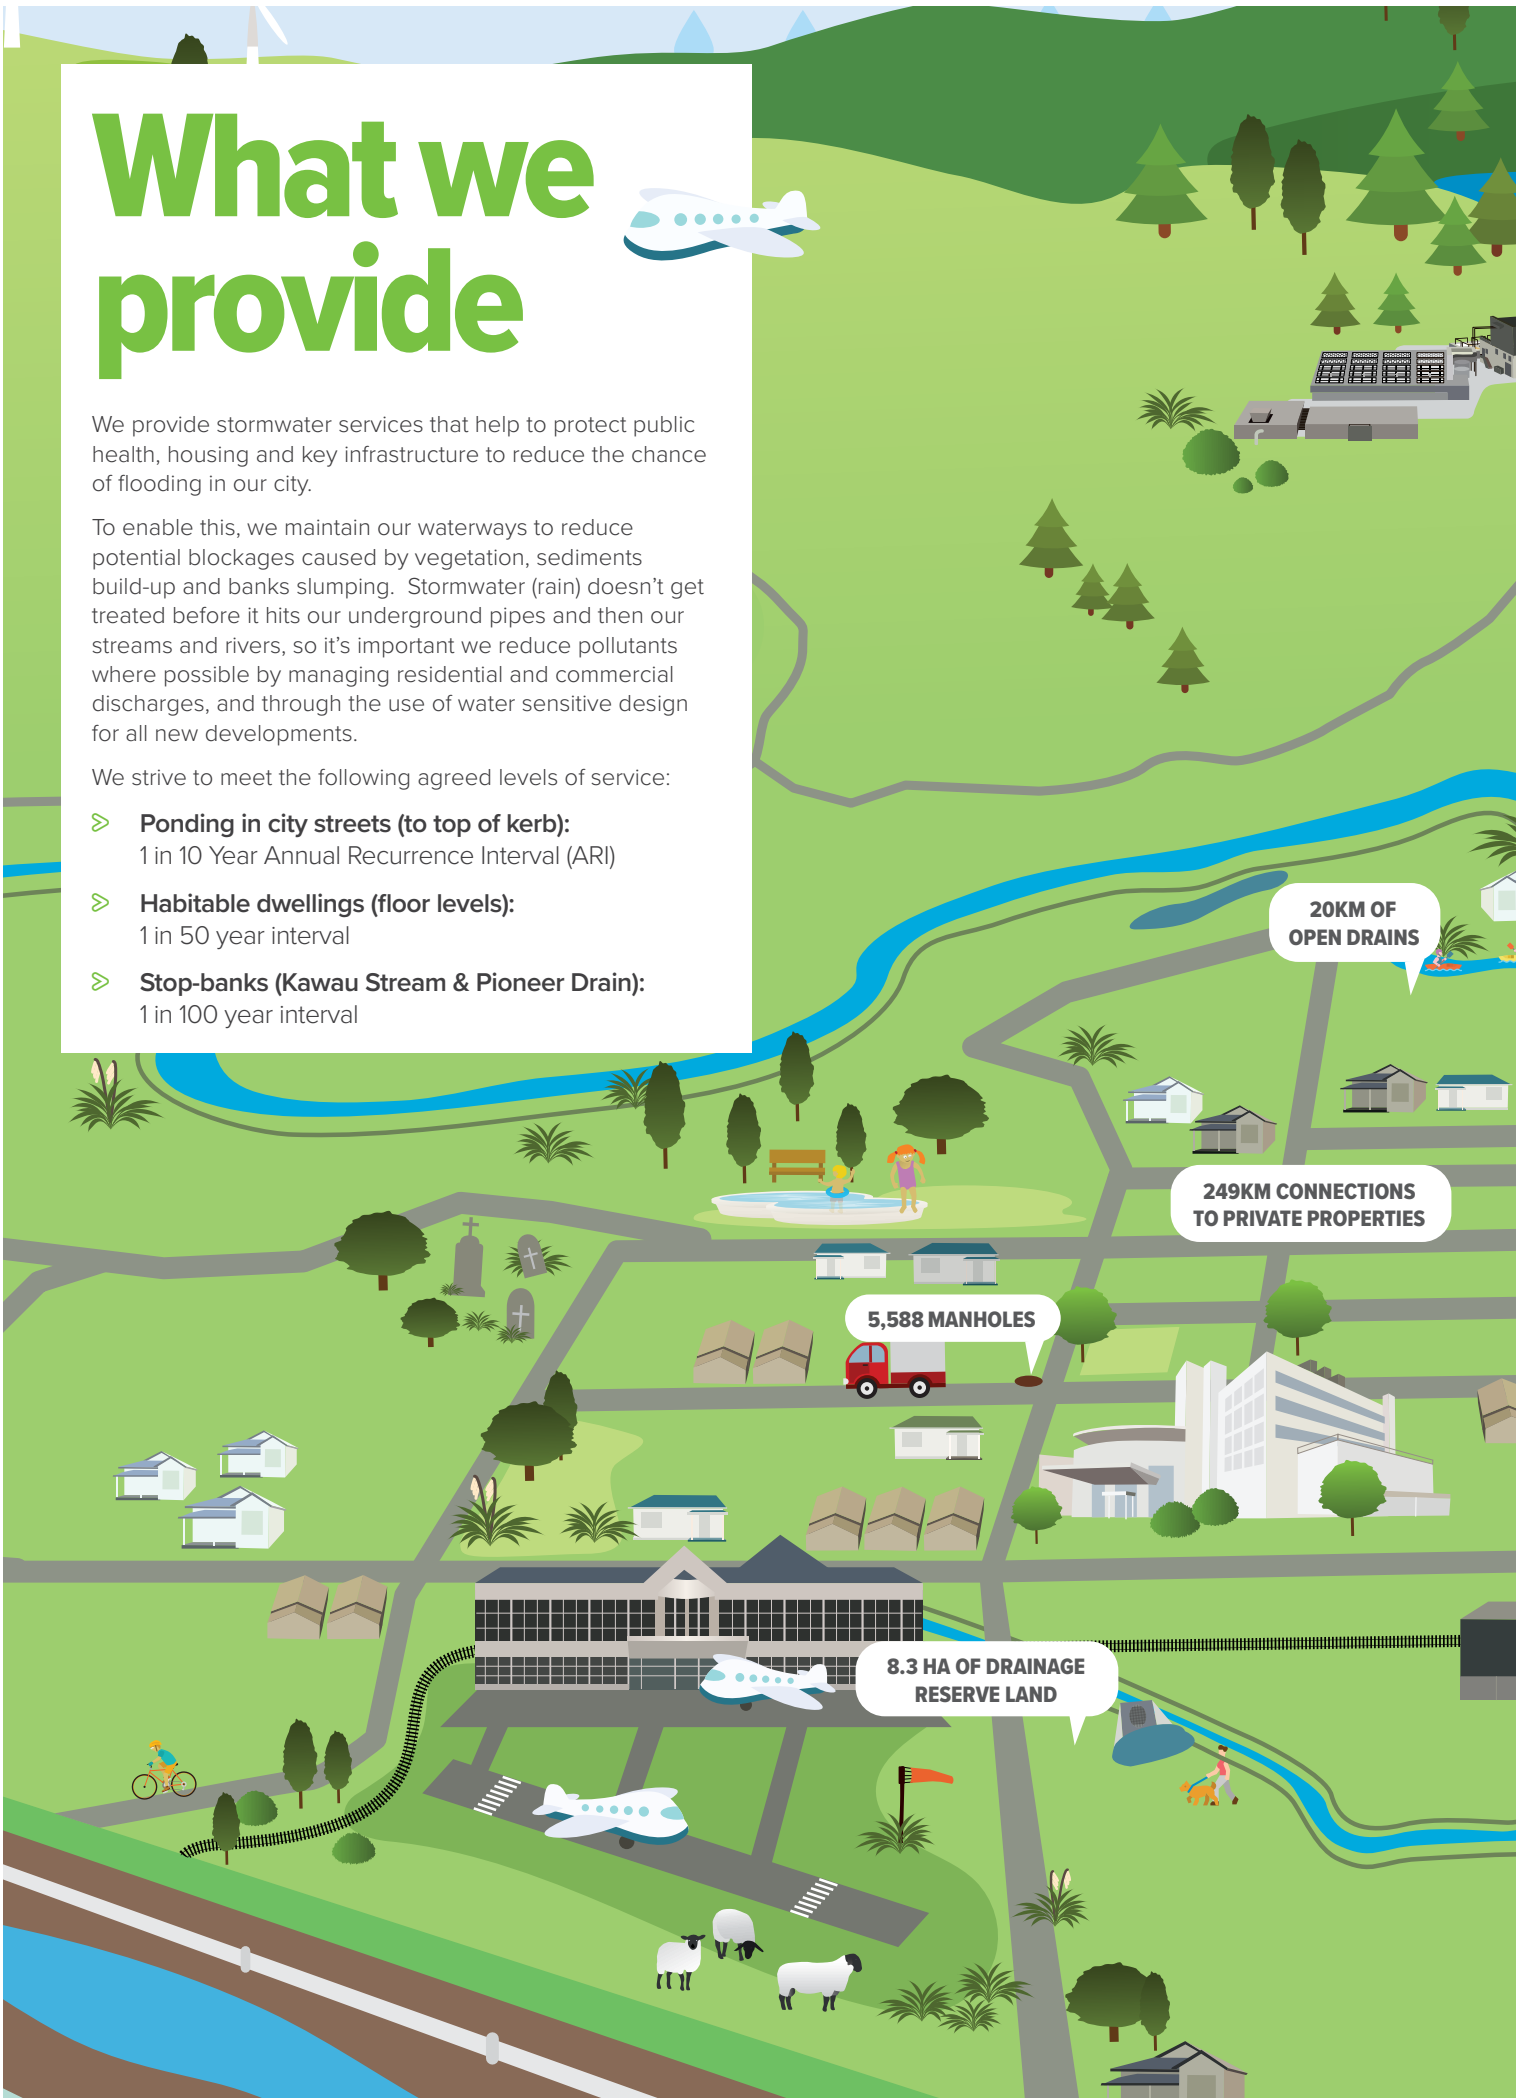 What we
provide
We provide stormwater services that help to protect public
health, housing and key infrastructure to reduce the chance
of flooding in our city.
To enable this, we maintain our waterways to reduce
potential blockages caused by vegetation, sediments
build-up and banks slumping.  Stormwater (rain) doesn't get
treated before it hits our underground pipes and then our
streams and rivers, so it's important we reduce pollutants
where possible by managing residential and commercial
discharges, and through the use of water sensitive design
for all new developments.
We strive to meet the following agreed levels of service:
Ponding in city streets (to top of kerb):
1 in 10 Year Annual Recurrence Interval (ARI)
Habitable dwellings (floor levels):
1 in 50 year interval
Stop-banks (Kawau Stream & Pioneer Drain):
1 in 100 year interval
20KM OF
OPEN DRAINS
249KM CONNECTIONS
TO PRIVATE PROPERTIES
5,588 MANHOLES
8.3 HA OF DRAINAGE
RESERVE LAND